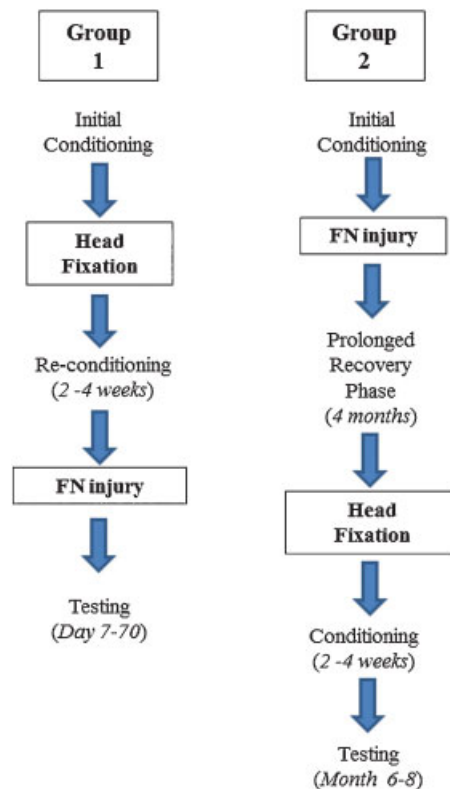 Group
1
Initial
Conditioning
Head
Fixation
Re-conditioning
(2 -4 weeks)
FN injury
Testing
(Day 7-70)
Group
2
Initial
Conditioning
FN injury
Prolonged
Recovery
Phase
(4 months)
Head
Fixation
Conditioning
(2 -4 weeks)
Testing
(Month 6-8)